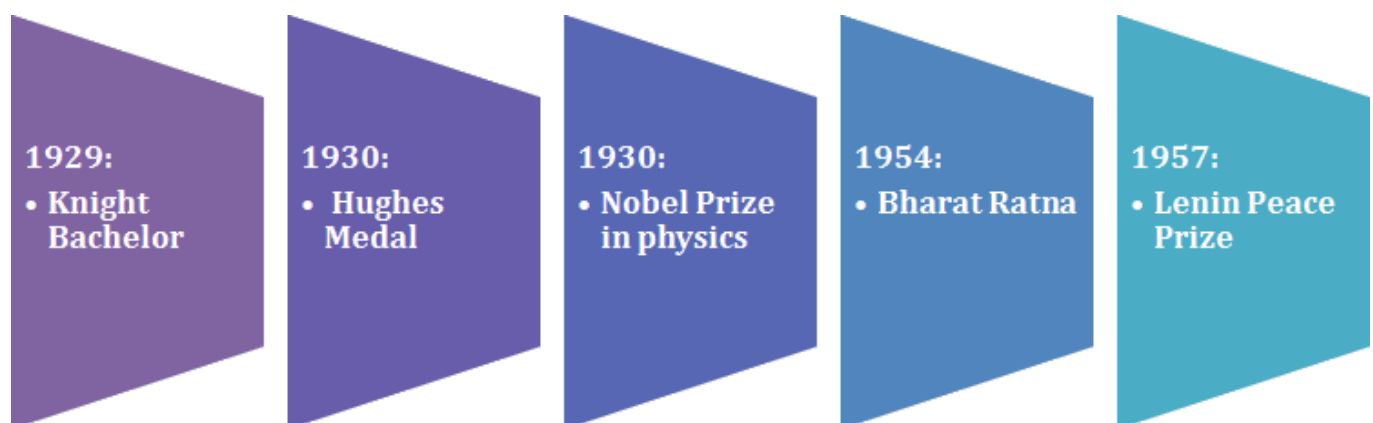 1929:
• Knight
Bachelor
1930:
• Hughes
Medal
1930:
• Nobel Prize
in physics
1954:
• Bharat Ratna
1957:
• Lenin Peace
Prize